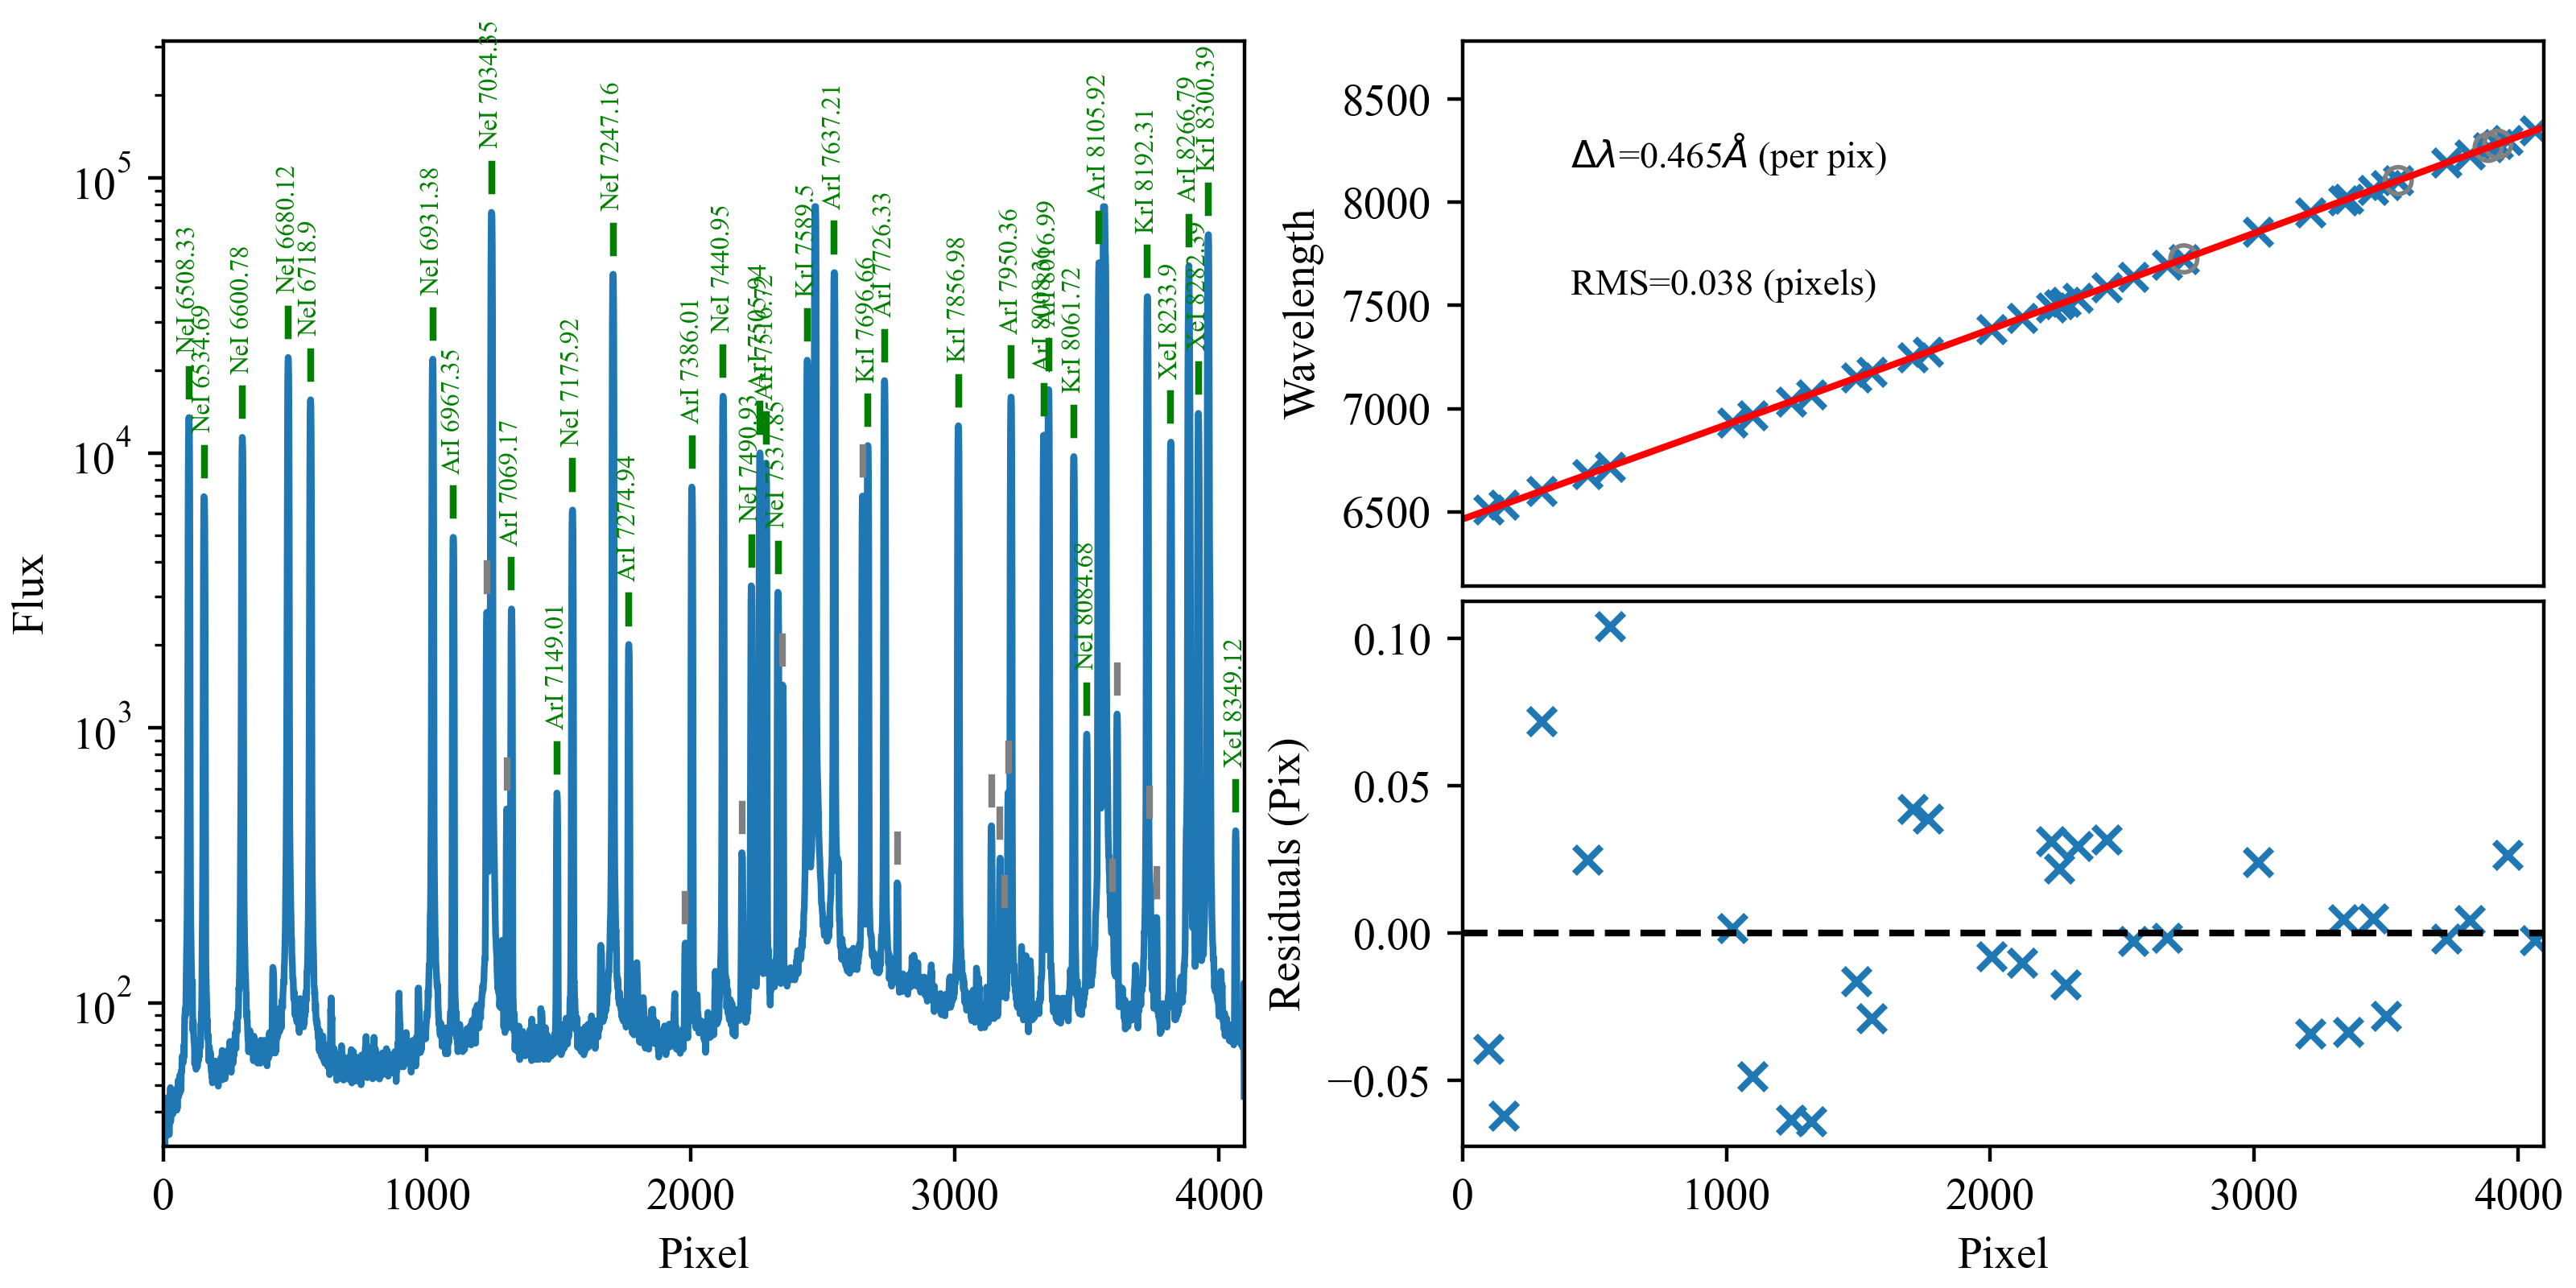 Flux
10^5
10^4
10^3
10^2
NeI 6508.33
NeI 6534.69
NeI 6600.78
NeI 6680.12
NeI 6718.9
NeI 6931.38
ArI 6967.35
NeI 7034.35
ArI 7069.17
ArI 7149.01
NeI 7175.92
NeI 7247.16
ArI 7274.94
ArI 7386.01
NeI 7440.95
NeI 7490.93
NeI 7537.85
KrI 7589.5
ArI 7637.21
KrI 7696.66
ArI 7726.33
KrI 7856.98
ArI 7950.36
KrI 8061.72
NeI 8084.68
ArI 8105.92
KrI 8192.31
XeI 8233.9
ArI 8266.79
XeI 8282.39
KrI 8300.39
XeI 8349.12
0 1000 2000 3000 4000
Pixel
Wavelength
8500
8000
7500
7000
6500
Δλ=0.465Å (per pix)
RMS=0.038 (pixels)
Residuals (Pix)
0.10
0.05
0.00
−0.05
0 1000 2000 3000 4000
Pixel